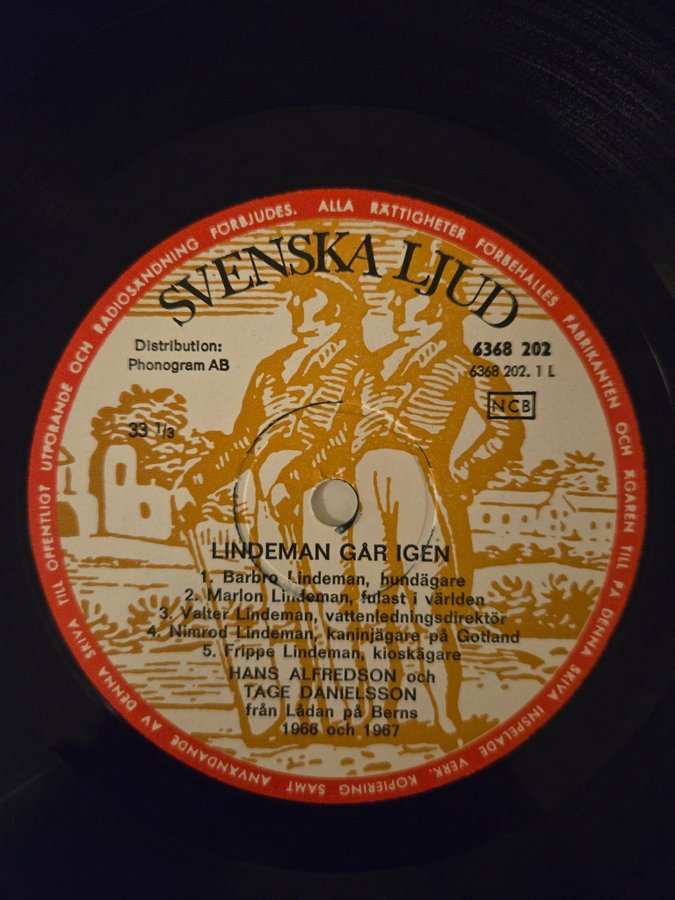 ALLA RÄTTIGHETER FÖRBEHÅLLES FABRIKANTEN OCH ÄGAREN TILL PÅ DENNA SKIVA INSPELADE VERK. KOPIERING SAMT ANVÄNDANDE AV DENNA SKIVA TILL OFFENTLIGT UTFÖRANDE OCH RADIOSÄNDNING FÖRBJUDES.
SVENSKA LJUD
Distribution:
Phonogram AB
6368 202
6368 202. 1 L
NCB
33 1/3
LINDEMAN GÅR IGEN
1. Barbro Lindeman, hundägare
2. Marlon Lindeman, fulast i världen
3. Valter Lindeman, vattenledningsdirektör
4. Nimrod Lindeman, kaninjägare på Gotland
5. Frippe Lindeman, kioskägare
HANS ALFREDSON och
TAGE DANIELSSON
från Lådan på Berns
1966 och 1967